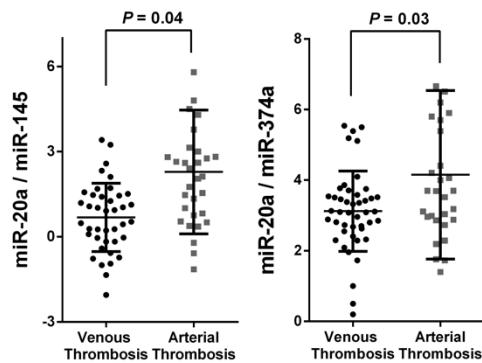 P = 0.04
miR-20a / miR-145
6
3
0
-3
Venous Thrombosis
Arterial Thrombosis
P = 0.03
miR-20a / miR-374a
8
6
4
2
0
Venous Thrombosis
Arterial Thrombosis